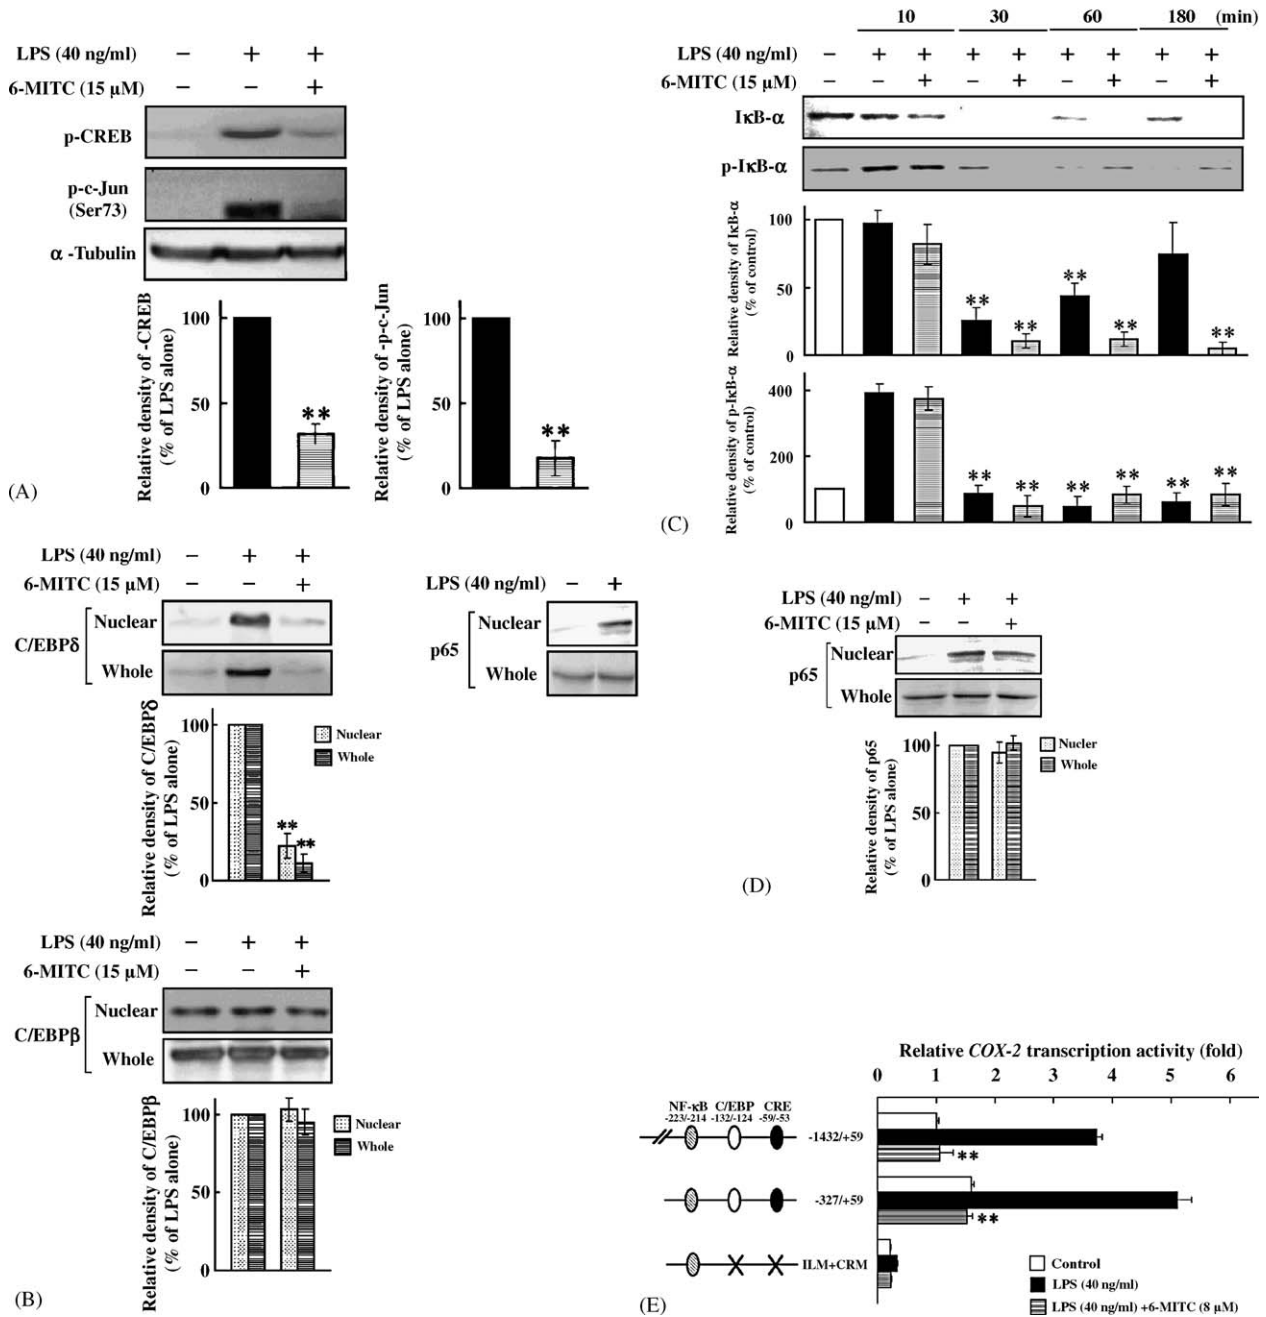 LPS (40 ng/ml) − + +
6-MITC (15 µM) − − +
p-CREB
p-c-Jun
(Ser73)
α -Tubulin
Relative density of -CREB
(% of LPS alone)
100
50
0
**
Relative density of -p-c-Jun
(% of LPS alone)
100
50
0
**
(A)
LPS (40 ng/ml) − + +
6-MITC (15 µM) − − +
C/EBPδ
Nuclear
Whole
Relative density of C/EBPδ
(% of LPS alone)
100
50
0
** **
Nuclear
Whole
LPS (40 ng/ml) − +
p65
Nuclear
Whole
LPS (40 ng/ml) − + +
6-MITC (15 µM) − − +
C/EBPβ
Nuclear
Whole
Relative density of C/EBPβ
(% of LPS alone)
100
50
0
Nuclear
Whole
(B)
10 30 60 180 (min)
LPS (40 ng/ml) − + + + + + + + +
6-MITC (15 µM) − − + − + − + − +
IκB-α
p-IκB-α
Relative density of IκB-α
(% of control)
100
50
0
** ** ** ** **
Relative density of p-IκB-α
(% of control)
400
200
0
** ** ** ** ** **
(C)
LPS (40 ng/ml) − + +
6-MITC (15 µM) − − +
p65
Nuclear
Whole
Relative density of p65
(% of LPS alone)
100
50
0
Nucler
Whole
(D)
Relative COX-2 transcription activity (fold)
0 1 2 3 4 5 6
NF-κB C/EBP CRE
-223/-214 -132/-124 -59/-53
-1432/+59
**
-327/+59
**
ILM+CRM
Control
LPS (40 ng/ml)
LPS (40 ng/ml) +6-MITC (8 µM)
(E)